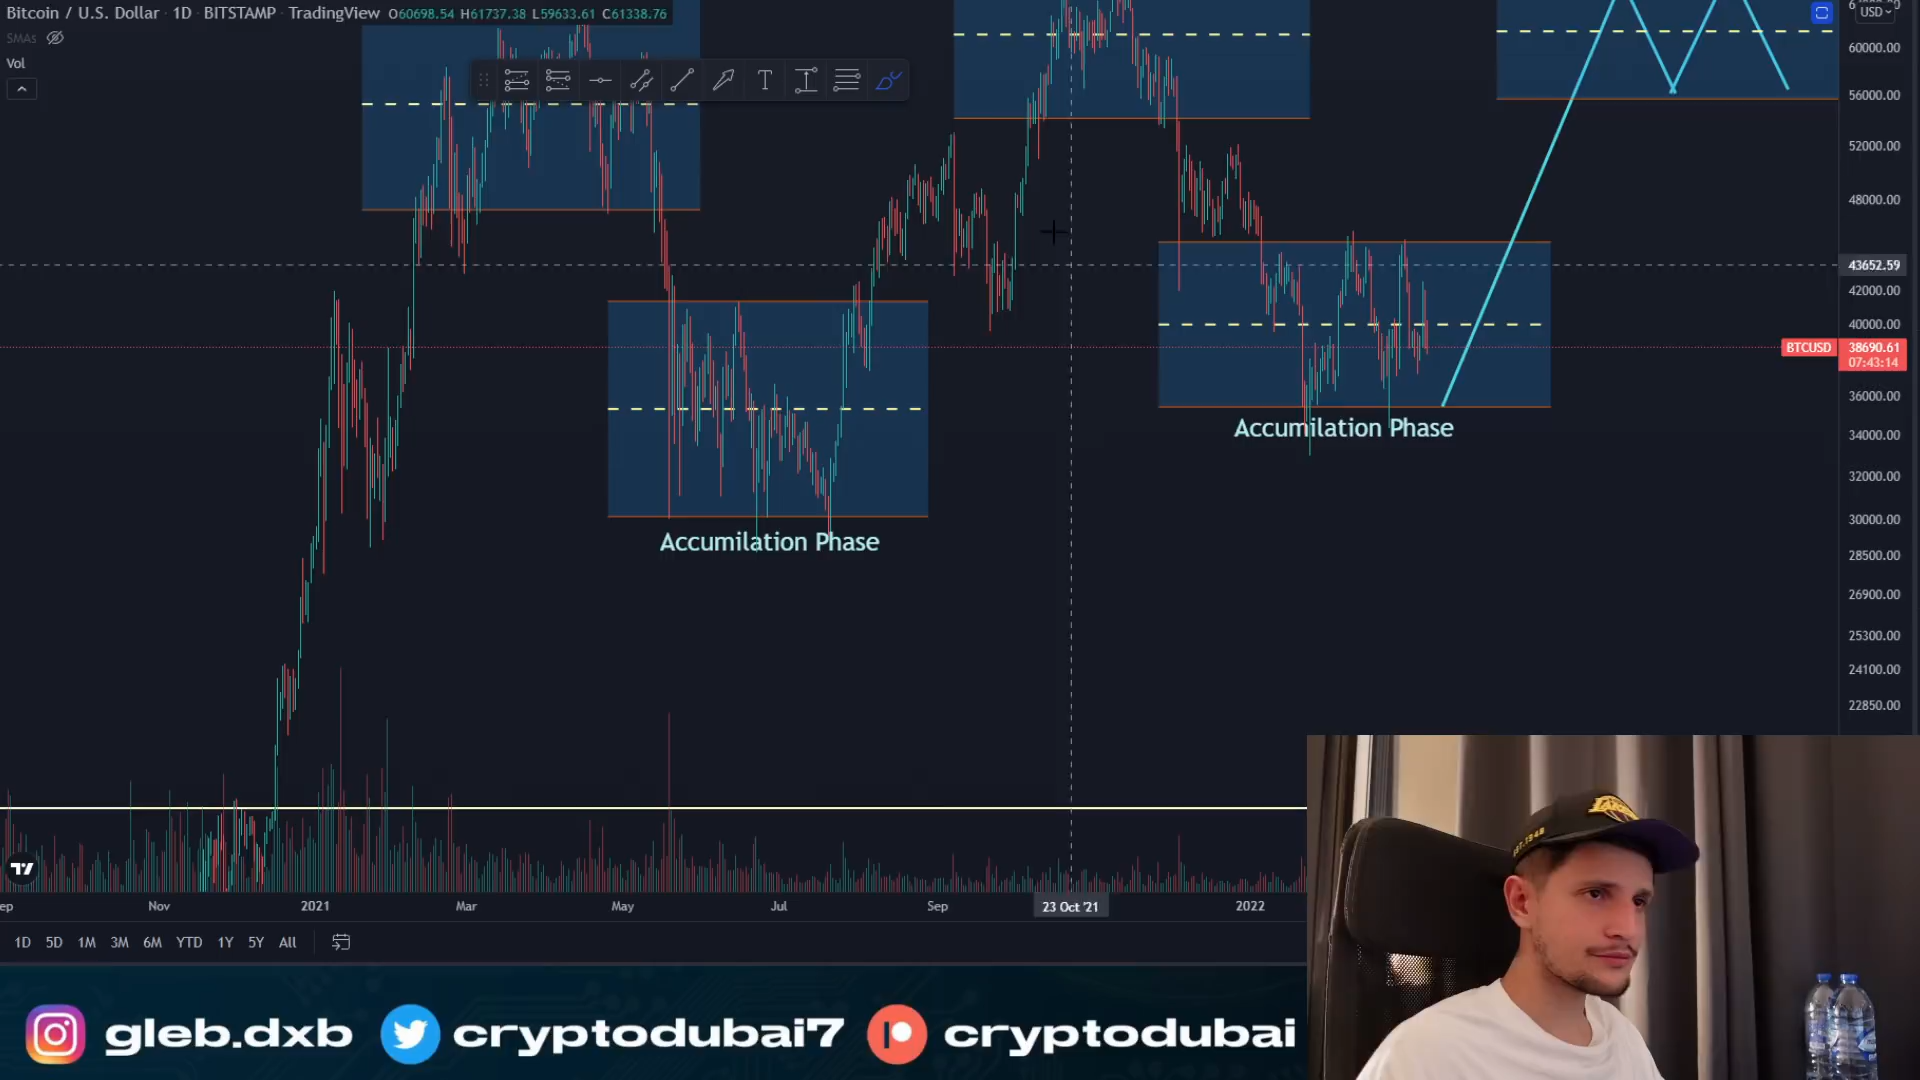 Bitcoin / U.S. Dollar · 1D · BITSTAMP · TradingView O60698.54 H61737.38 L59633.61 C61338.76
SMAs
Vol
T
USD
60000.00
56000.00
52000.00
48000.00
43652.59
42000.00
40000.00
BTCUSD 38690.61
07:43:14
36000.00
34000.00
32000.00
30000.00
28500.00
26900.00
25300.00
24100.00
22850.00
Accumilation Phase
Accumilation Phase
Nov 2021 Mar May Jul Sep 23 Oct '21 2022
1D 5D 1M 3M 6M YTD 1Y 5Y All
gleb.dxb cryptodubai7 cryptodubai